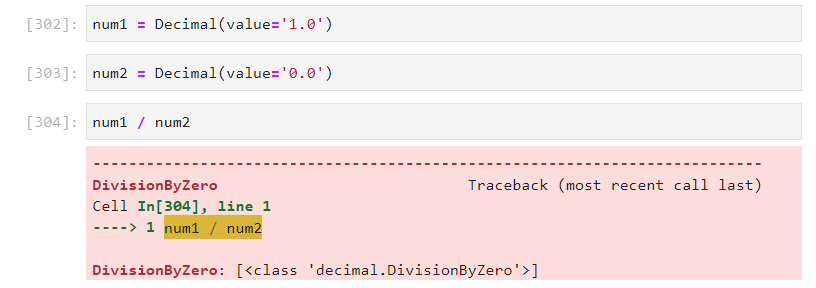 [302]: num1 = Decimal(value='1.0')
[303]: num2 = Decimal(value='0.0')
[304]: num1 / num2
---------------------------------------------------------------------------
DivisionByZero                            Traceback (most recent call last)
Cell In[304], line 1
----> 1 num1 / num2

DivisionByZero: [<class 'decimal.DivisionByZero'>]